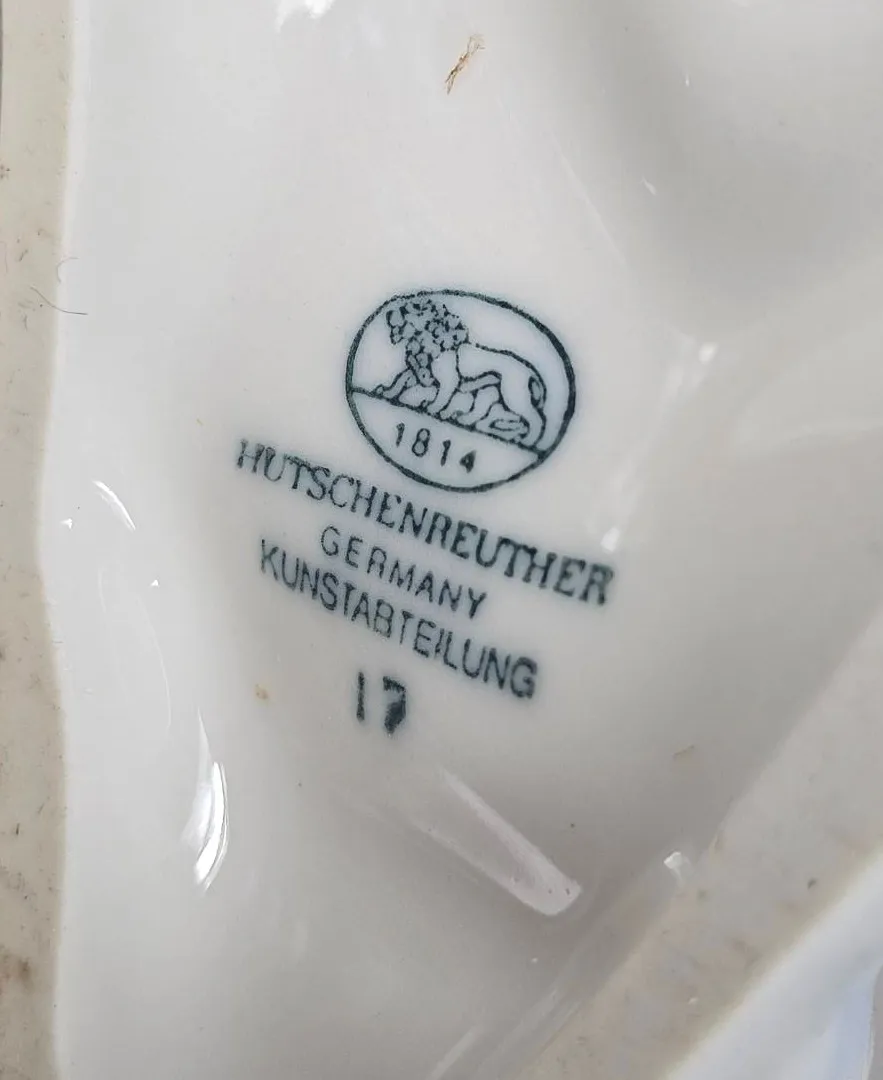 1814
HUTSCHENREUTHER
GERMANY
KUNSTABTEILUNG
17